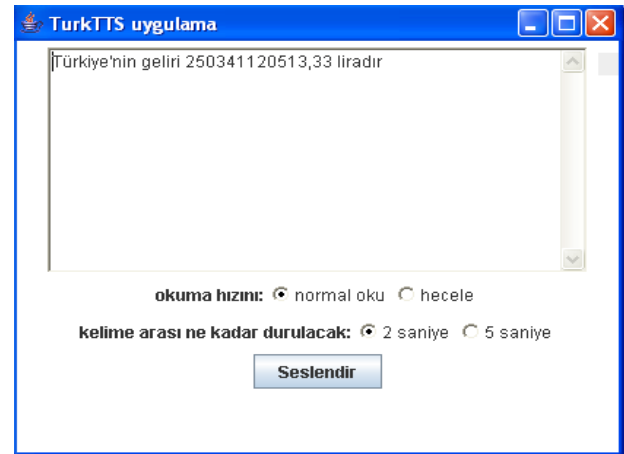 TurkTTS uygulama
Türkiye'nin geliri 250341120513,33 liradır
okuma hızını: normal oku hecele
kelime arası ne kadar durulacak: 2 saniye 5 saniye
Seslendir